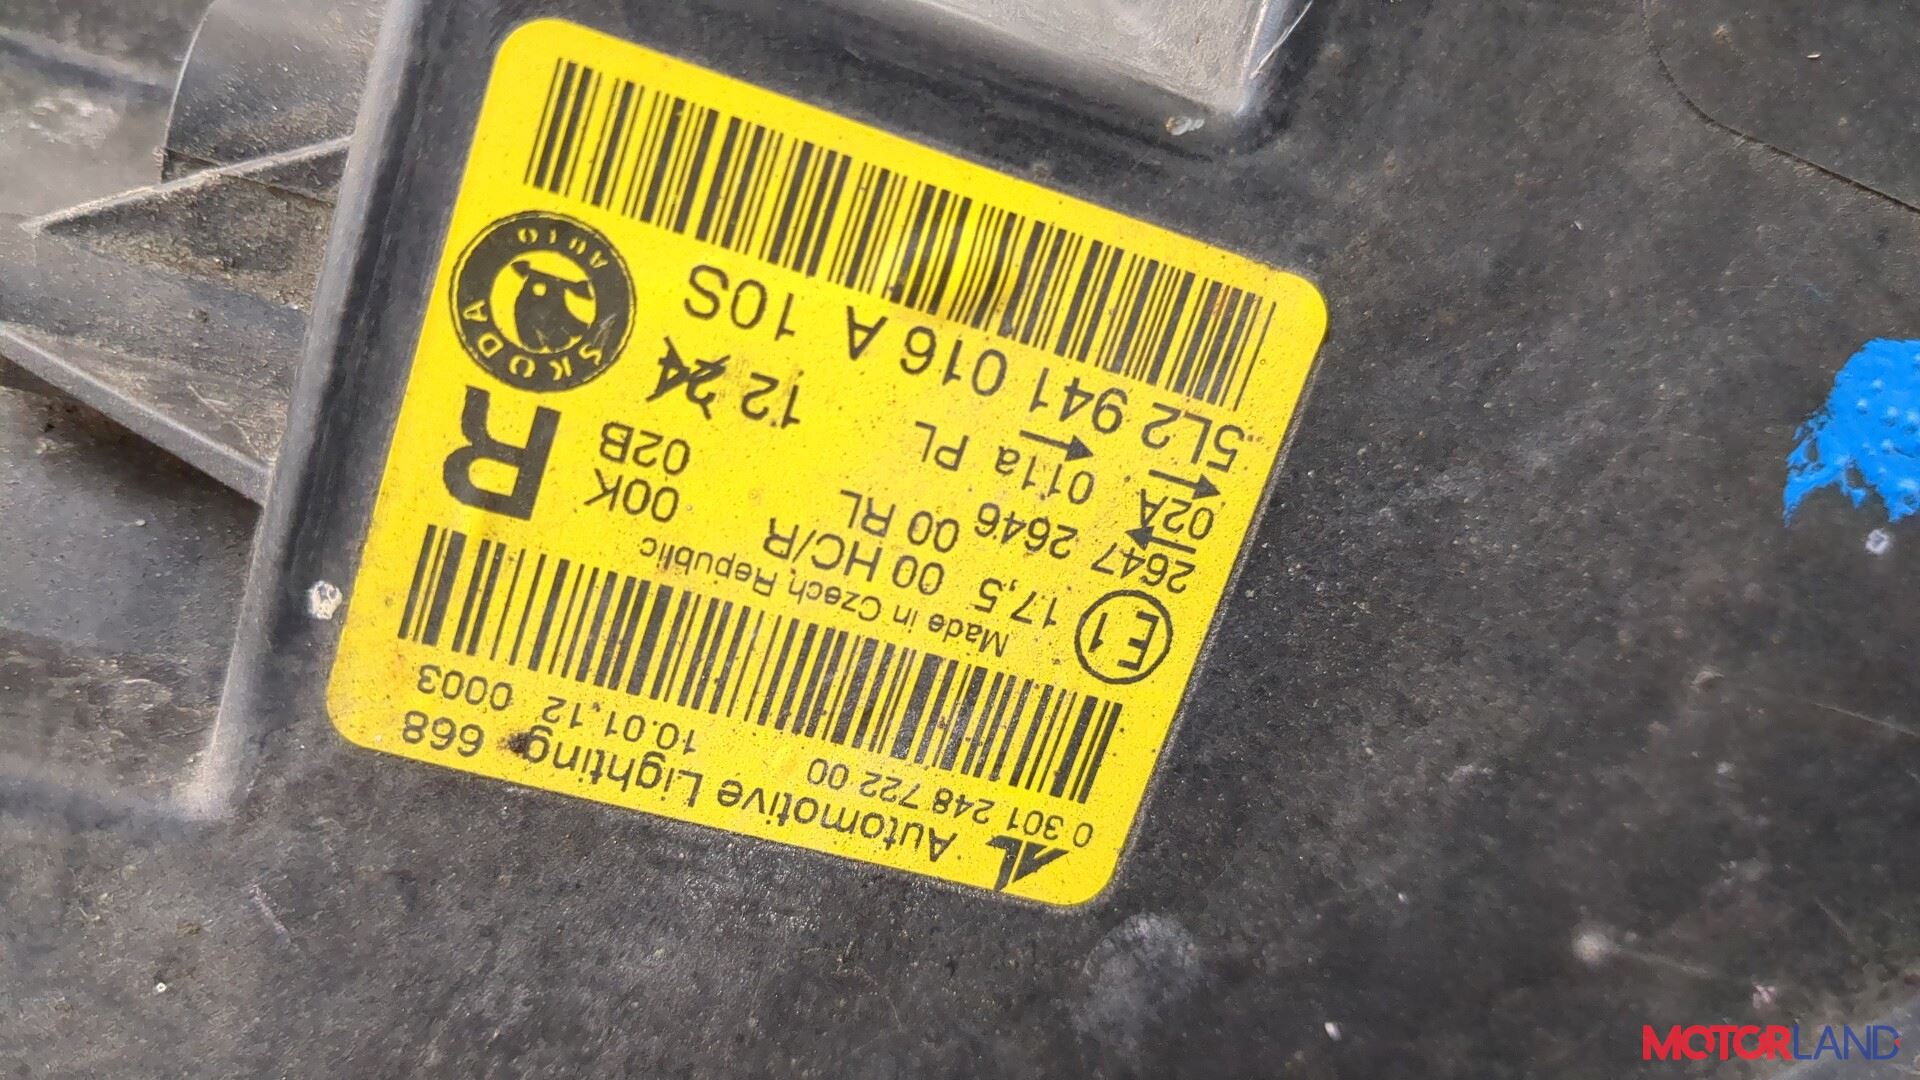 AL Automotive Lighting 668
0 301 248 722 00 10.01.12 0003
Made in Czech Republic
E1 17,5 00 HC/R 00K
2647 2646 00 RL 02B
02A 011a PL 12 24
R
5L2 941 016 A 10S
SKODA AUTO
MOTORLAND